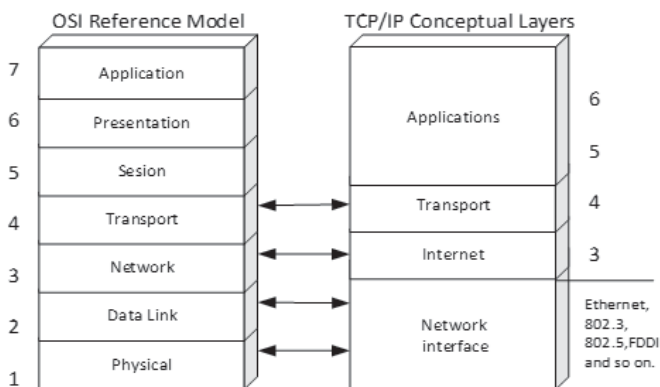 OSI Reference Model
TCP/IP Conceptual Layers
7
Application
6
Presentation
5
Sesion
4
Transport
3
Network
2
Data Link
1
Physical
Applications
6
5
Transport
4
Internet
3
Network
interface
Ethernet,
802.3,
802.5,FDDI
and so on.